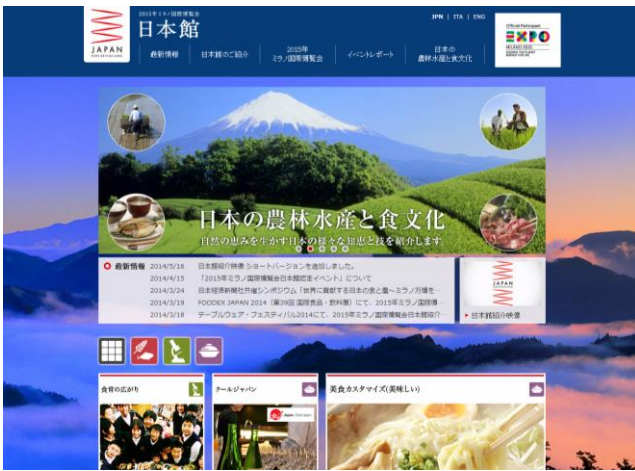 2015年ミラノ国際博覧会
日本館
JPN | ITA | ENG
JAPAN
最新情報
日本館のご紹介
2015年
ミラノ国際博覧会
イベントレポート
日本の
農林水産と食文化
Official Participant
EXPO
MILANO 2015
日本の農林水産と食文化
自然の恵みを生かす日本の様々な知恵と技を紹介します
最新情報
2014/5/16 日本館紹介映像 ショートバージョンを追加しました。
2014/4/15 「2015年ミラノ国際博覧会日本館認定イベント」について
2014/3/24 日本経済新聞社共催シンポジウム「世界に貢献する日本の食と農～ミラノ万博を…
2014/3/19 FOODEX JAPAN 2014（第39回 国際食品・飲料展）にて、2015年ミラノ国際博…
2014/3/18 テーブルウェア・フェスティバル2014にて、2015年ミラノ国際博覧会日本館紹介…
JAPAN
日本館紹介映像
食育の広がり
クールジャパン
美食カスタマイズ(美味しい)